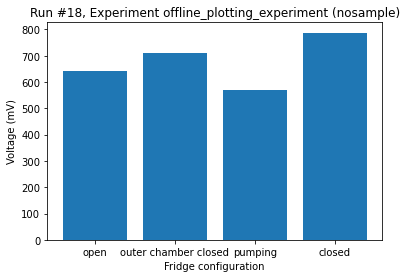 Run #18, Experiment offline_plotting_experiment (nosample)
800
700
600
500
400
300
200
100
0
Voltage (mV)
open outer chamber closed pumping closed
Fridge configuration